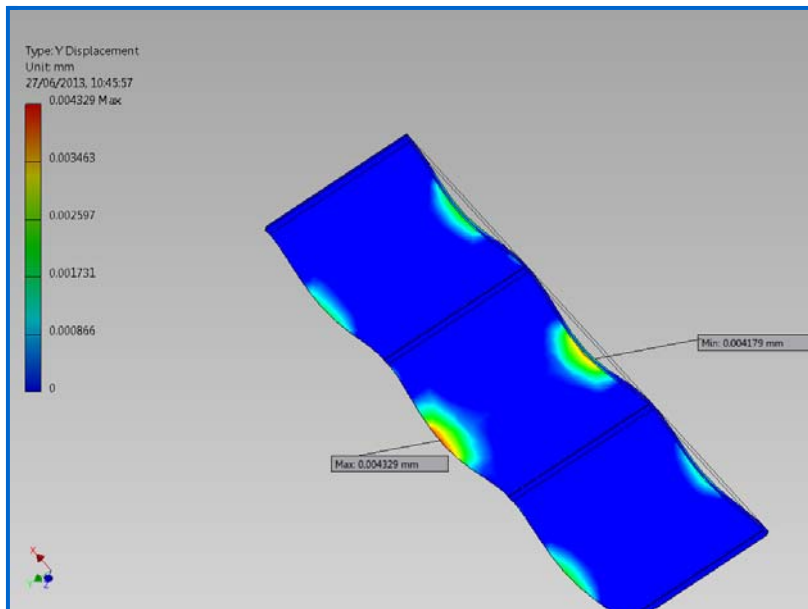 Type: Y Displacement
Unit: mm
27/06/2013, 10:45:57
0.004329 Max
0.003463
0.002597
0.001731
0.000866
0
Min: 0.004179 mm
Max: 0.004329 mm
X
Y
Z